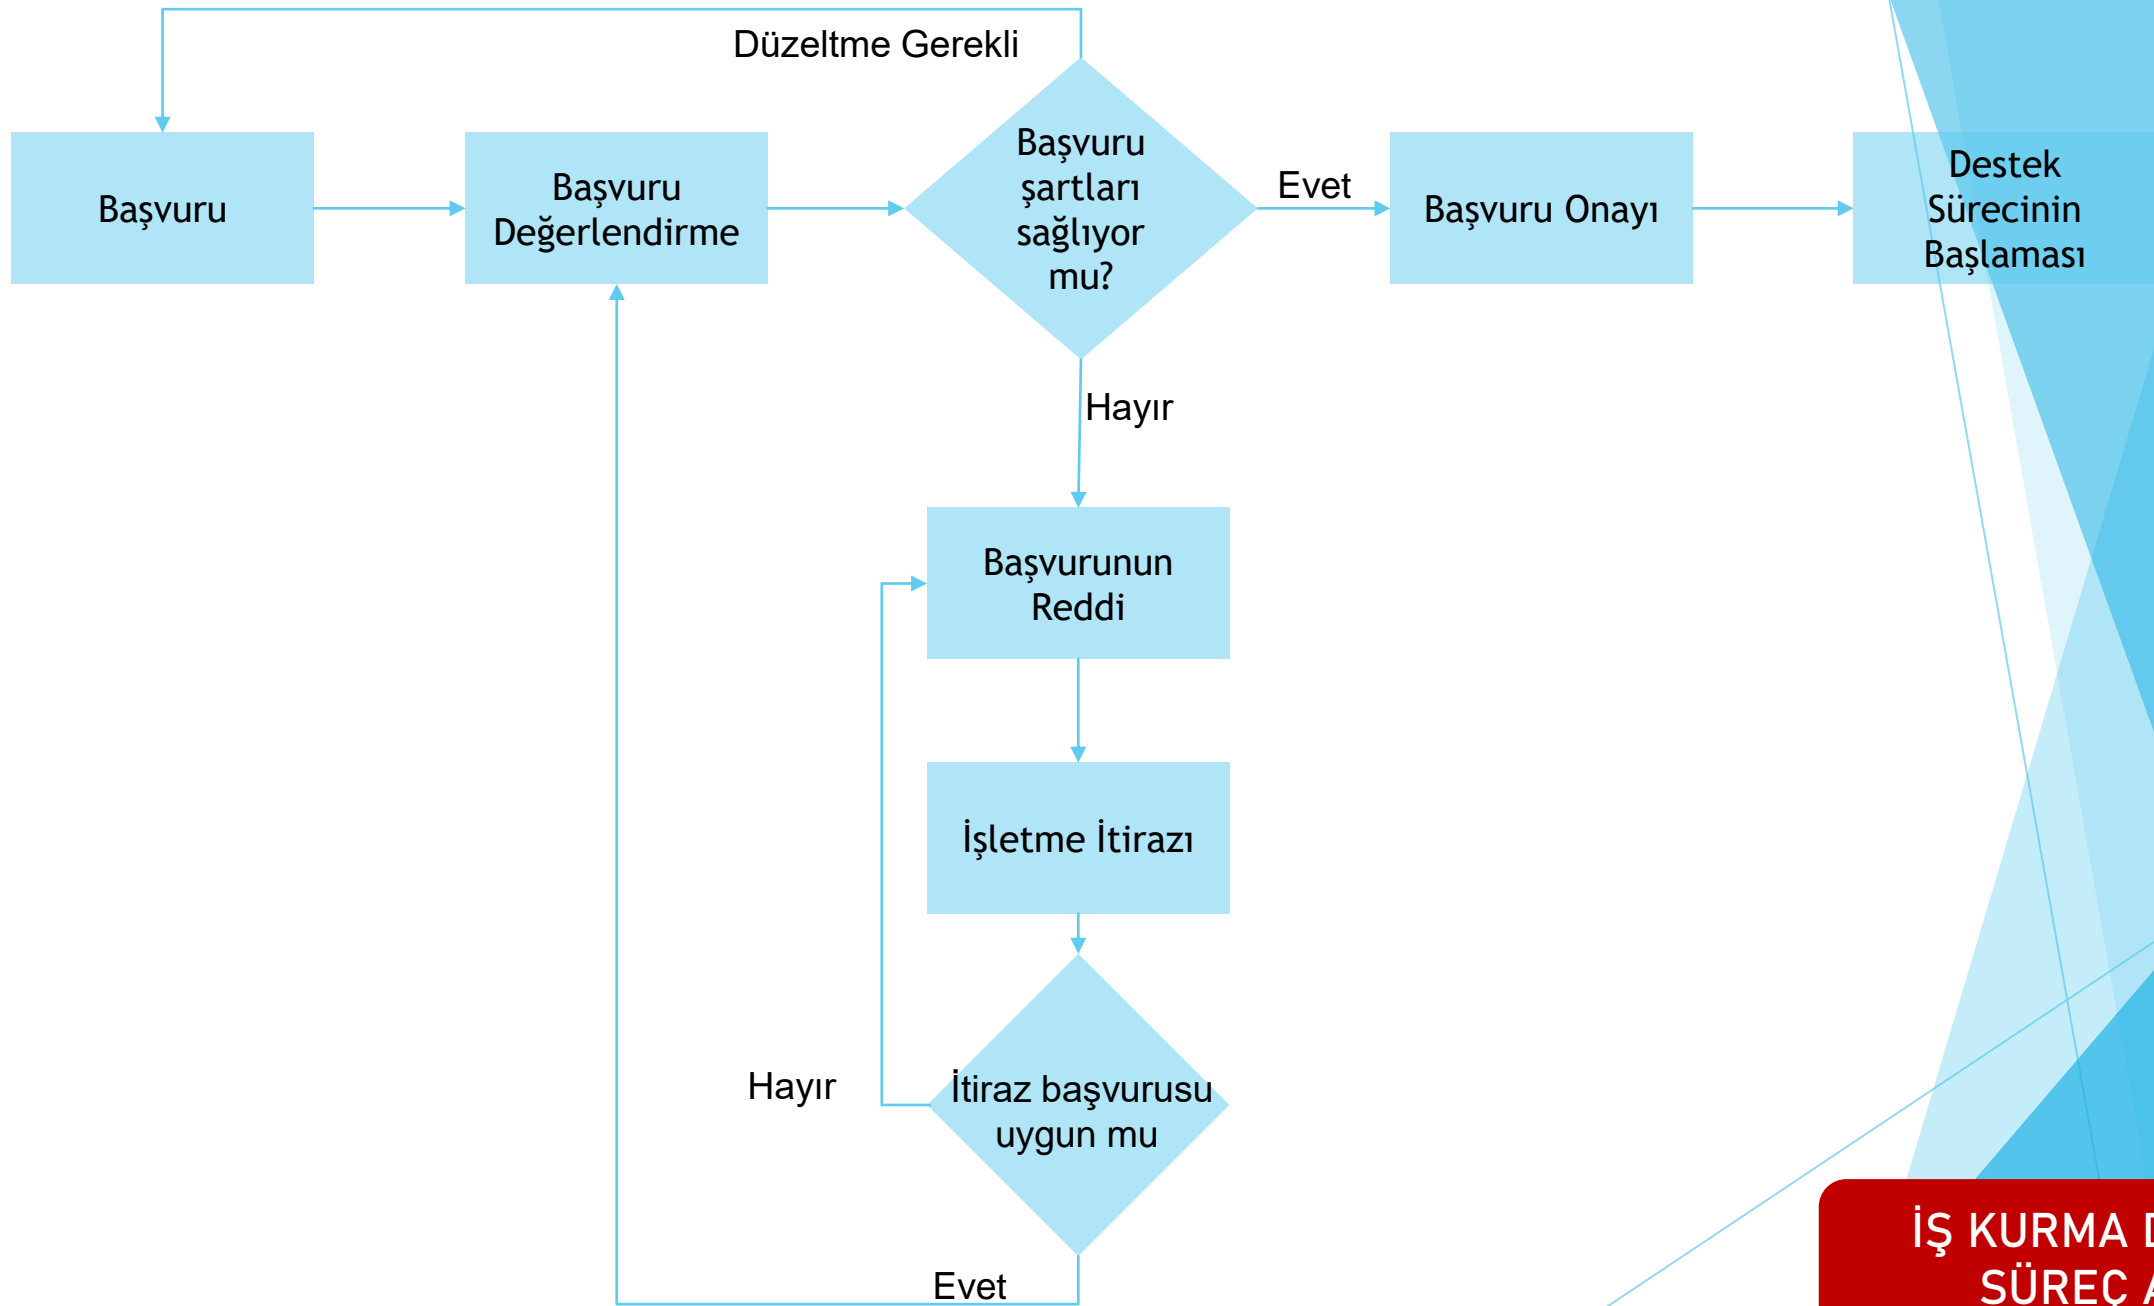 Düzeltme Gerekli
Başvuru
Başvuru
Değerlendirme
Başvuru
şartları
sağlıyor
mu?
Evet
Başvuru Onayı
Destek
Sürecinin
Başlaması
Hayır
Başvurunun
Reddi
İşletme İtirazı
Hayır
İtiraz başvurusu
uygun mu
Evet
İŞ KURMA
SÜREÇ